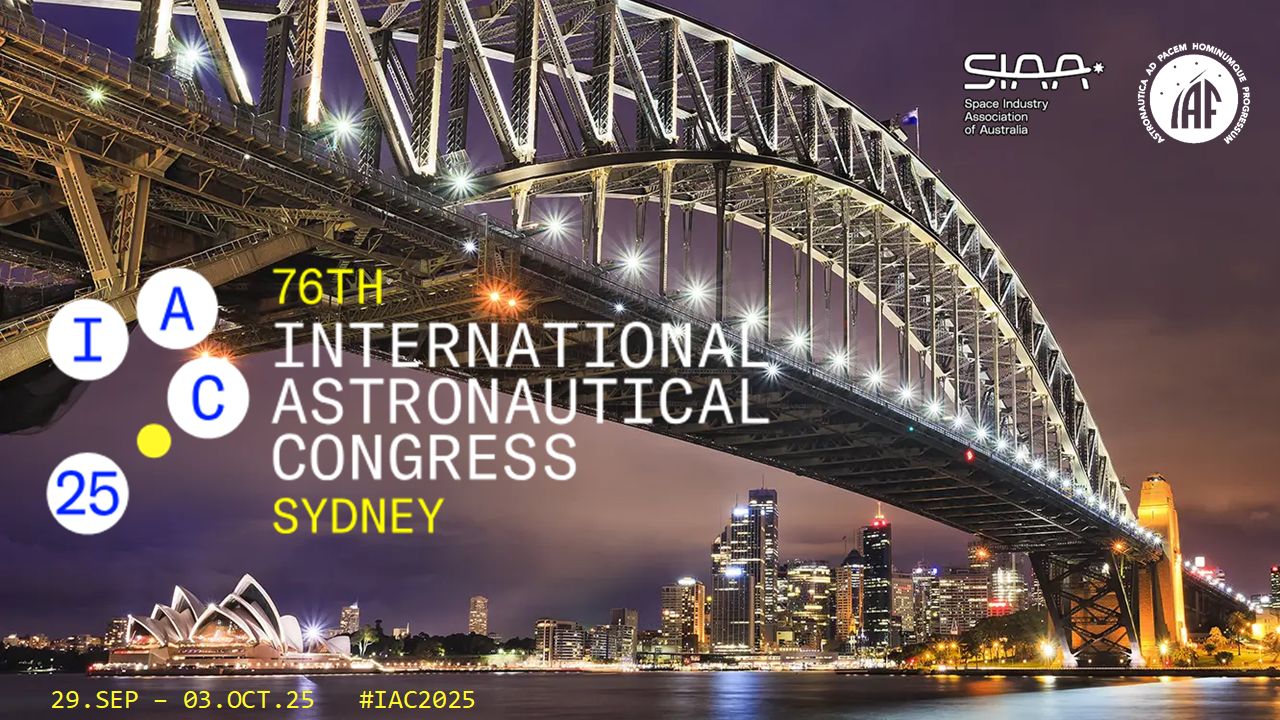 SIAA
Space Industry
Association
of Australia
ASTRONAUTICA AD PACEM HOMINUMQUE PROGRESSUM
IAF
I
A
C
25
76TH
INTERNATIONAL
ASTRONAUTICAL
CONGRESS
SYDNEY
29.SEP – 03.OCT.25 #IAC2025